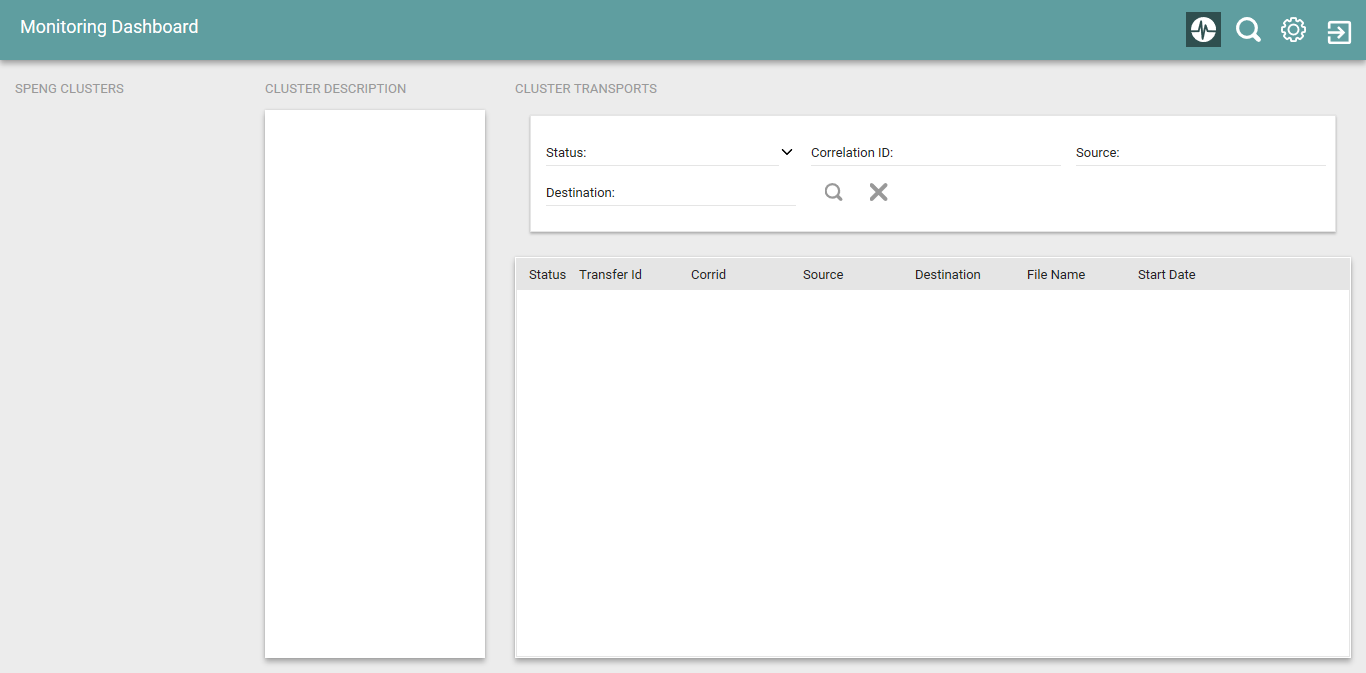 Monitoring Dashboard
SPENG CLUSTERS
CLUSTER DESCRIPTION
CLUSTER TRANSPORTS
Status:
Correlation ID:
Source:
Destination:
Status Transfer Id Corrid Source Destination File Name Start Date